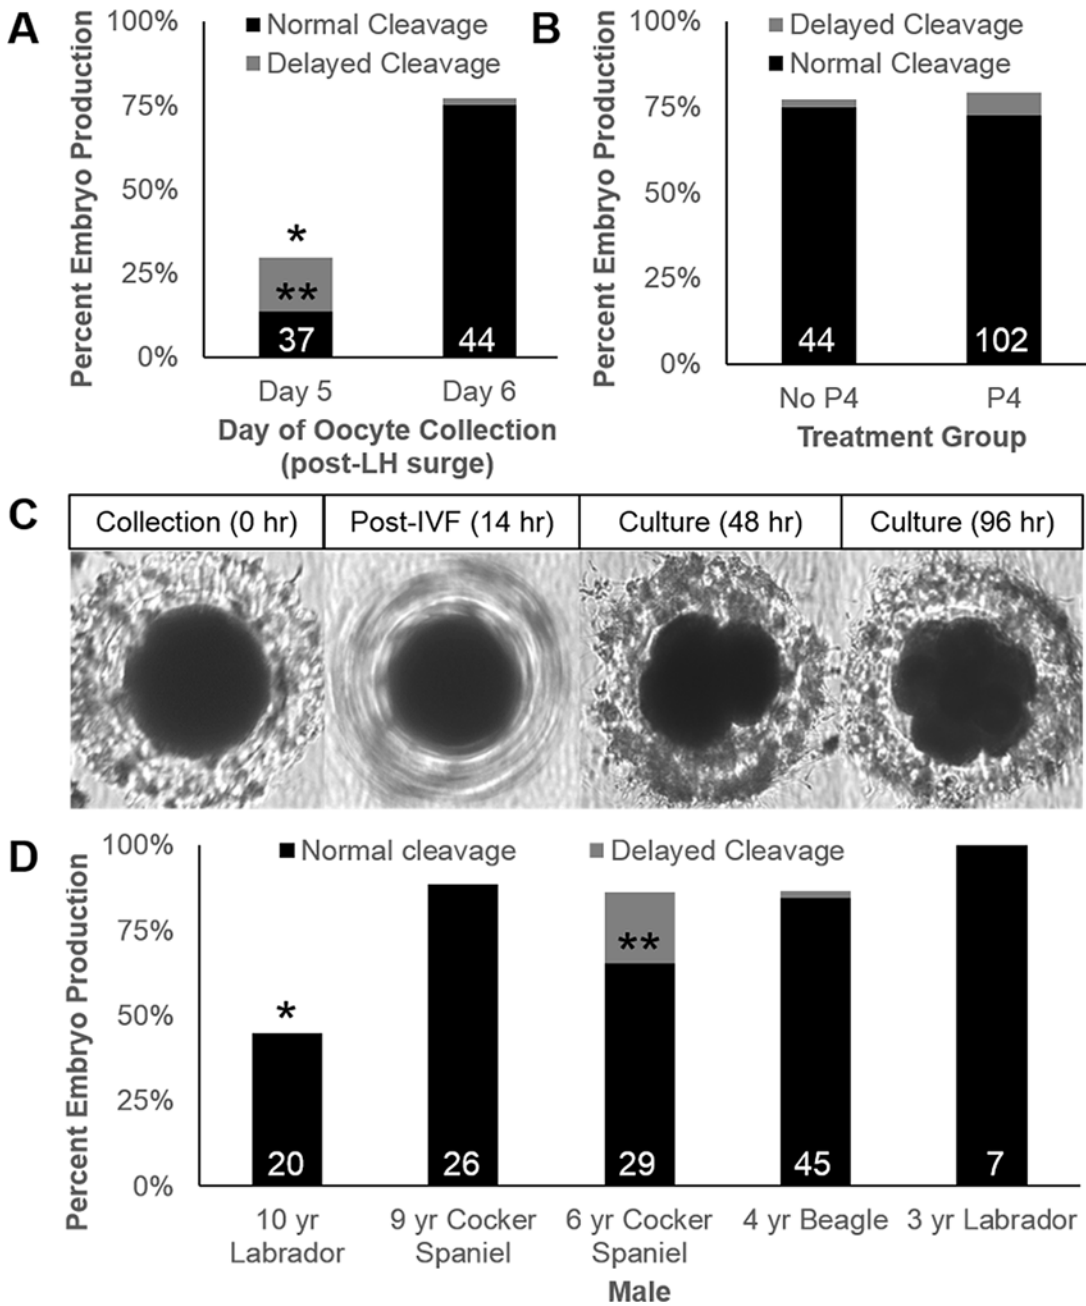 A
Percent Embryo Production
100%
75%
50%
25%
0%
Normal Cleavage
Delayed Cleavage
*
**
37
44
Day 5
Day 6
Day of Oocyte Collection
(post-LH surge)
B
Percent Embryo Production
100%
75%
50%
25%
0%
Delayed Cleavage
Normal Cleavage
44
102
No P4
P4
Treatment Group
C
Collection (0 hr)
Post-IVF (14 hr)
Culture (48 hr)
Culture (96 hr)
D
Percent Embryo Production
100%
75%
50%
25%
0%
Normal cleavage
Delayed Cleavage
*
**
20
26
29
45
7
10 yr
Labrador
9 yr Cocker
Spaniel
6 yr Cocker
Spaniel
4 yr Beagle
3 yr Labrador
Male